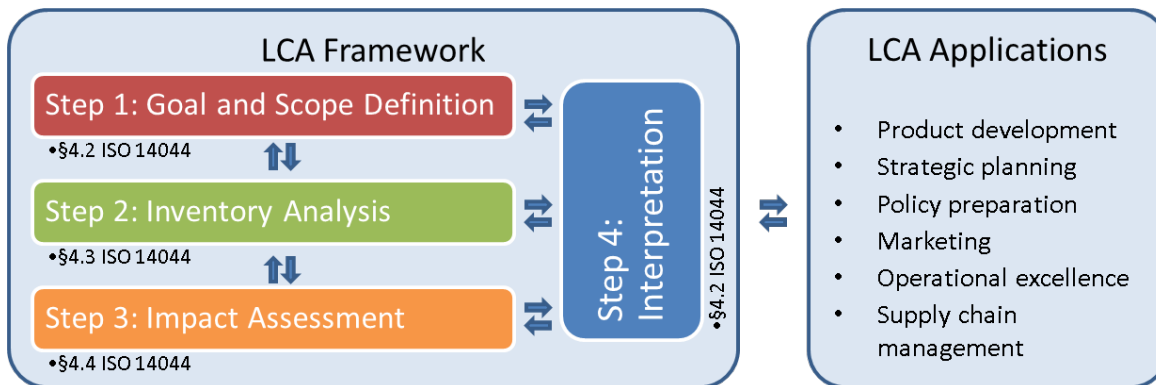 LCA Framework
Step 1: Goal and Scope Definition
•§4.2 ISO 14044
Step 2: Inventory Analysis
•§4.3 ISO 14044
Step 3: Impact Assessment
•§4.4 ISO 14044
Step 4:
Interpretation
•§4.2 ISO 14044
LCA Applications
• Product development
• Strategic planning
• Policy preparation
• Marketing
• Operational excellence
• Supply chain
management